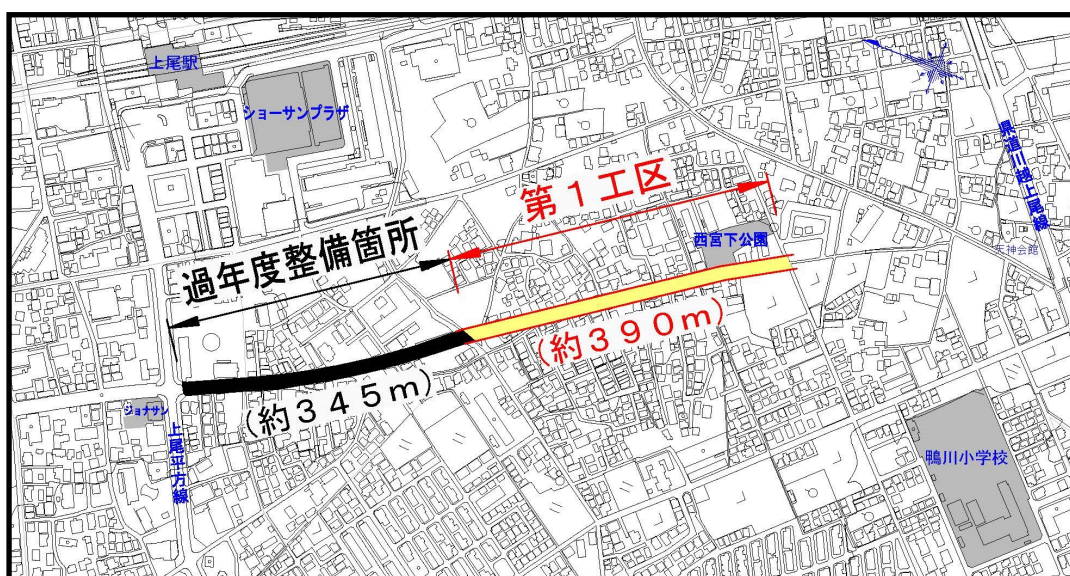 上尾駅
ショーサンプラザ
県道川越上尾線
第1工区
西宮下公園
天神会館
過年度整備箇所
(約390m)
(約345m)
ジョナサン
上尾平方線
鴨川小学校